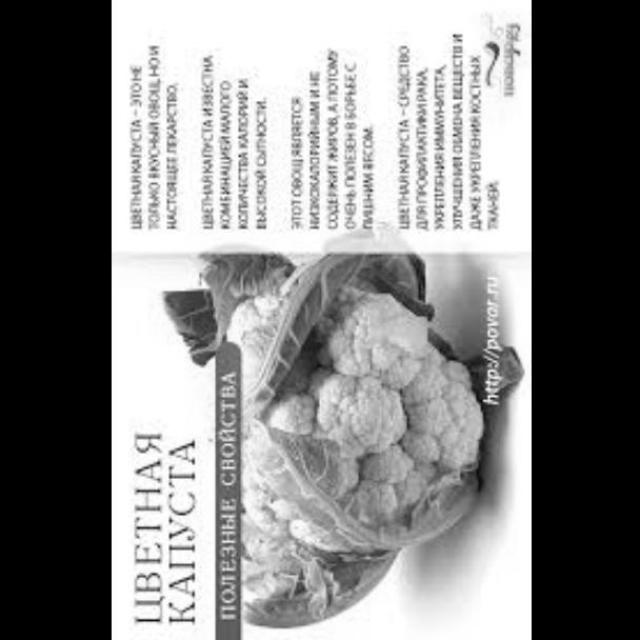 ЦВЕТНАЯ
КАПУСТА
ПОЛЕЗНЫЕ СВОЙСТВА
ЦВЕТНАЯ КАПУСТА – ЭТО НЕ
ТОЛЬКО ВКУСНЫЙ ОВОЩ, НО И
НАСТОЯЩЕЕ ЛЕКАРСТВО.
ЦВЕТНАЯ КАПУСТА ИЗВЕСТНА
КОМБИНАЦИЕЙ МАЛОГО
КОЛИЧЕСТВА КАЛОРИЙ И
ВЫСОКОЙ СЫТНОСТИ.
ЭТОТ ОВОЩ ЯВЛЯЕТСЯ
НИЗКОКАЛОРИЙНЫМ И НЕ
СОДЕРЖИТ ЖИРОВ, А ПОТОМУ
ОЧЕНЬ ПОЛЕЗЕН В БОРЬБЕ С
ЛИШНИМ ВЕСОМ.
ЦВЕТНАЯ КАПУСТА – СРЕДСТВО
ДЛЯ ПРОФИЛАКТИКИ РАКА,
УКРЕПЛЕНИЯ ИММУНИТЕТА,
УЛУЧШЕНИЯ ОБМЕНА ВЕЩЕСТВ И
ДАЖЕ УКРЕПЛЕНИЯ КОСТНЫХ
ТКАНЕЙ.
http://povar.ru